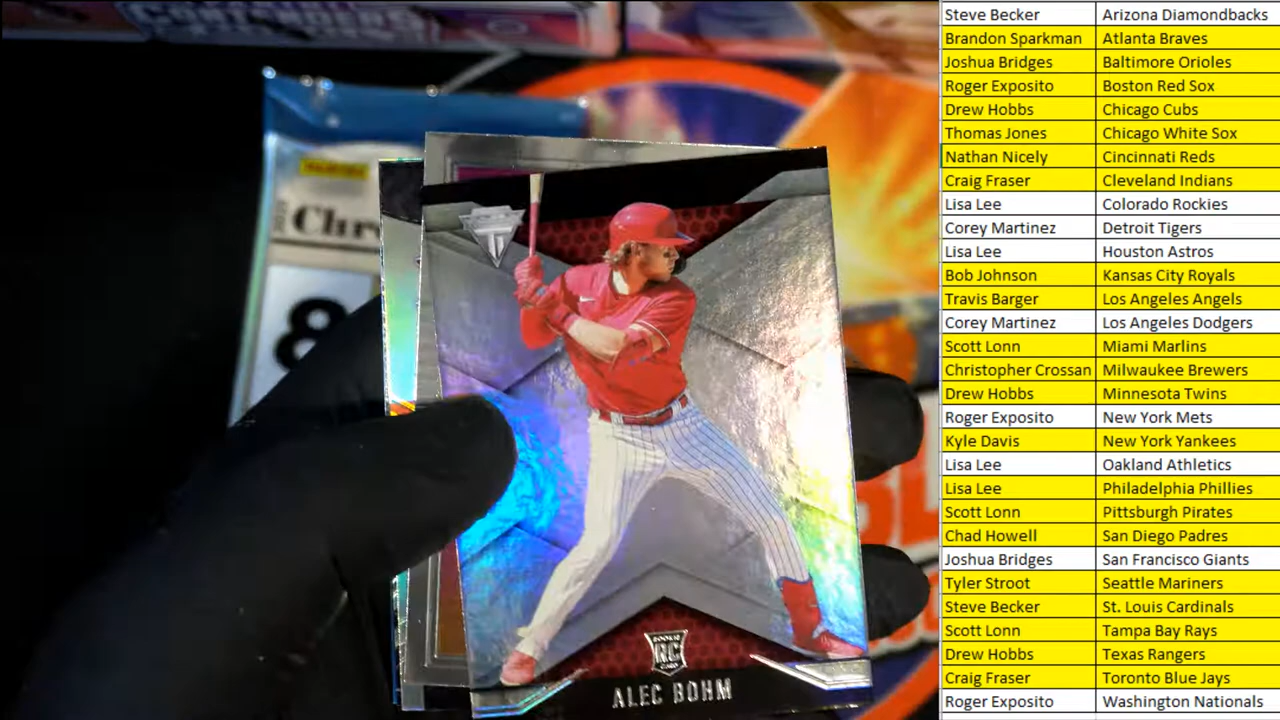 PANINI
Chr
8
RC
ALEC BOHM
Steve Becker Arizona Diamondbacks
Brandon Sparkman Atlanta Braves
Joshua Bridges Baltimore Orioles
Roger Exposito Boston Red Sox
Drew Hobbs Chicago Cubs
Thomas Jones Chicago White Sox
Nathan Nicely Cincinnati Reds
Craig Fraser Cleveland Indians
Lisa Lee Colorado Rockies
Corey Martinez Detroit Tigers
Lisa Lee Houston Astros
Bob Johnson Kansas City Royals
Travis Barger Los Angeles Angels
Corey Martinez Los Angeles Dodgers
Scott Lonn Miami Marlins
Christopher Crossan Milwaukee Brewers
Drew Hobbs Minnesota Twins
Roger Exposito New York Mets
Kyle Davis New York Yankees
Lisa Lee Oakland Athletics
Lisa Lee Philadelphia Phillies
Scott Lonn Pittsburgh Pirates
Chad Howell San Diego Padres
Joshua Bridges San Francisco Giants
Tyler Stroot Seattle Mariners
Steve Becker St. Louis Cardinals
Scott Lonn Tampa Bay Rays
Drew Hobbs Texas Rangers
Craig Fraser Toronto Blue Jays
Roger Exposito Washington Nationals